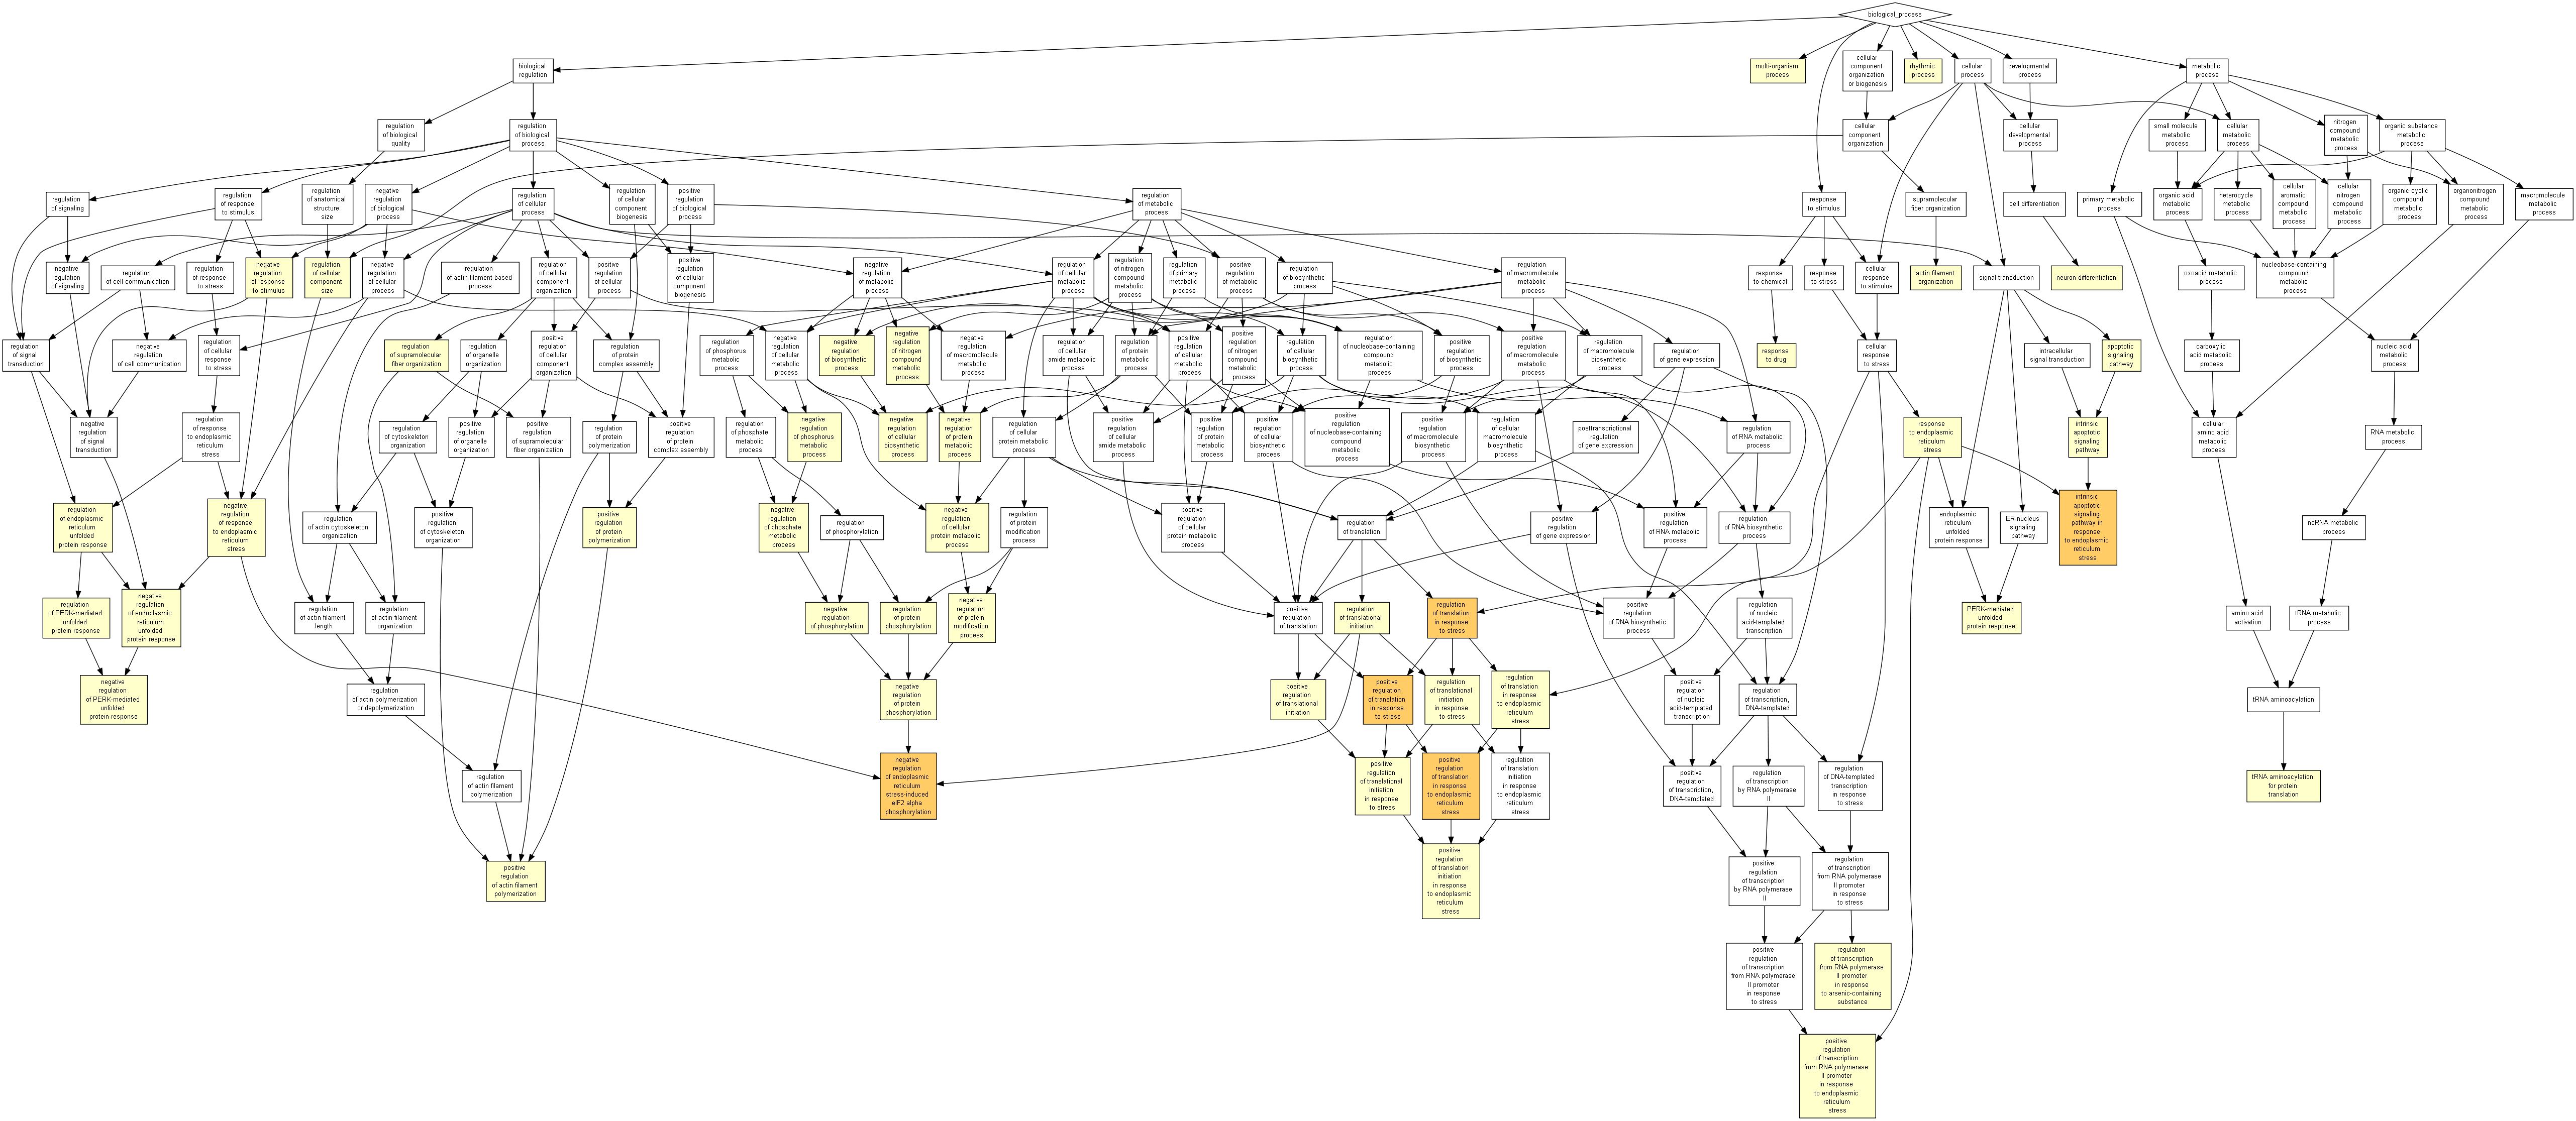 biological_process
biological
regulation
multi-organism
process
cellular
component
organization
or biogenesis
rhythmic
process
cellular
process
developmental
process
metabolic
process
regulation
of biological
quality
regulation
of biological
process
cellular
component
organization
cellular
developmental
process
small molecule
metabolic
process
cellular
metabolic
process
nitrogen
compound
metabolic
process
organic substance
metabolic
process
regulation
of signaling
regulation
of response
to stimulus
regulation
of anatomical
structure
size
negative
regulation
of biological
process
regulation
of cellular
process
regulation
of cellular
component
biogenesis
positive
regulation
of biological
process
regulation
of metabolic
process
response
to stimulus
supramolecular
fiber organization
cell differentiation
primary metabolic
process
organic acid
metabolic
process
heterocycle
metabolic
process
cellular
aromatic
compound
metabolic
process
cellular
nitrogen
compound
metabolic
process
organic cyclic
compound
metabolic
process
organonitrogen
compound
metabolic
process
macromolecule
metabolic
process
negative
regulation
of signaling
regulation
of cell communication
regulation
of response
to stress
negative
regulation
of response
to stimulus
regulation
of cellular
component
size
negative
regulation
of cellular
process
regulation
of actin filament-based
process
regulation
of cellular
component
organization
positive
regulation
of cellular
process
positive
regulation
of cellular
component
biogenesis
negative
regulation
of metabolic
process
regulation
of cellular
metabolic
process
regulation
of nitrogen
compound
metabolic
process
regulation
of primary
metabolic
process
positive
regulation
of metabolic
process
regulation
of biosynthetic
process
regulation
of macromolecule
metabolic
process
response
to chemical
response
to stress
cellular
response
to stimulus
actin filament
organization
signal transduction
neuron differentiation
oxoacid metabolic
process
nucleobase-containing
compound
metabolic
process
regulation
of signal
transduction
negative
regulation
of cell communication
regulation
of cellular
response
to stress
regulation
of supramolecular
fiber organization
regulation
of organelle
organization
positive
regulation
of cellular
component
organization
regulation
of protein
complex assembly
regulation
of phosphorus
metabolic
process
negative
regulation
of cellular
metabolic
process
negative
regulation
of biosynthetic
process
negative
regulation
of nitrogen
compound
metabolic
process
negative
regulation
of macromolecule
metabolic
process
regulation
of cellular
amide metabolic
process
regulation
of protein
metabolic
process
positive
regulation
of cellular
metabolic
process
positive
regulation
of nitrogen
compound
metabolic
process
regulation
of cellular
biosynthetic
process
regulation
of nucleobase-containing
compound
metabolic
process
positive
regulation
of biosynthetic
process
positive
regulation
of macromolecule
metabolic
process
regulation
of macromolecule
biosynthetic
process
regulation
of gene expression
response
to drug
cellular
response
to stress
intracellular
signal transduction
apoptotic
signaling
pathway
carboxylic
acid metabolic
process
nucleic acid
metabolic
process
negative
regulation
of signal
transduction
regulation
of response
to endoplasmic
reticulum
stress
regulation
of cytoskeleton
organization
positive
regulation
of organelle
organization
positive
regulation
of supramolecular
fiber organization
regulation
of protein
polymerization
positive
regulation
of protein
complex assembly
regulation
of phosphate
metabolic
process
negative
regulation
of phosphorus
metabolic
process
negative
regulation
of cellular
biosynthetic
process
negative
regulation
of protein
metabolic
process
regulation
of cellular
protein metabolic
process
positive
regulation
of cellular
amide metabolic
process
positive
regulation
of protein
metabolic
process
positive
regulation
of cellular
biosynthetic
process
positive
regulation
of nucleobase-containing
compound
metabolic
process
positive
regulation
of macromolecule
biosynthetic
process
regulation
of cellular
macromolecule
biosynthetic
process
posttranscriptional
regulation
of gene expression
regulation
of RNA metabolic
process
response
to endoplasmic
reticulum
stress
intrinsic
apoptotic
signaling
pathway
cellular
amino acid
metabolic
process
RNA metabolic
process
regulation
of endoplasmic
reticulum
unfolded
protein response
negative
regulation
of response
to endoplasmic
reticulum
stress
regulation
of actin cytoskeleton
organization
positive
regulation
of cytoskeleton
organization
positive
regulation
of protein
polymerization
negative
regulation
of phosphate
metabolic
process
regulation
of phosphorylation
negative
regulation
of cellular
protein metabolic
process
regulation
of protein
modification
process
positive
regulation
of cellular
protein metabolic
process
regulation
of translation
positive
regulation
of gene expression
positive
regulation
of RNA metabolic
process
regulation
of RNA biosynthetic
process
endoplasmic
reticulum
unfolded
protein response
ER-nucleus
signaling
pathway
intrinsic
apoptotic
signaling
pathway in
response
to endoplasmic
reticulum
stress
ncRNA metabolic
process
regulation
of PERK-mediated
unfolded
protein response
negative
regulation
of endoplasmic
reticulum
unfolded
protein response
regulation
of actin filament
length
regulation
of actin filament
organization
negative
regulation
of phosphorylation
regulation
of protein
phosphorylation
negative
regulation
of protein
modification
process
positive
regulation
of translation
regulation
of translational
initiation
regulation
of translation
in response
to stress
positive
regulation
of RNA biosynthetic
process
regulation
of nucleic
acid-templated
transcription
PERK-mediated
unfolded
protein response
amino acid
activation
tRNA metabolic
process
negative
regulation
of PERK-mediated
unfolded
protein response
regulation
of actin polymerization
or depolymerization
negative
regulation
of protein
phosphorylation
positive
regulation
of translational
initiation
positive
regulation
of translation
in response
to stress
regulation
of translational
initiation
in response
to stress
regulation
of translation
in response
to endoplasmic
reticulum
stress
positive
regulation
of nucleic
acid-templated
transcription
regulation
of transcription,
DNA-templated
tRNA aminoacylation
regulation
of actin filament
polymerization
negative
regulation
of endoplasmic
reticulum
stress-induced
eIF2 alpha
phosphorylation
positive
regulation
of translational
initiation
in response
to stress
positive
regulation
of translation
in response
to endoplasmic
reticulum
stress
regulation
of translation
initiation
in response
to endoplasmic
reticulum
stress
positive
regulation
of transcription,
DNA-templated
regulation
of transcription
by RNA polymerase
II
regulation
of DNA-templated
transcription
in response
to stress
tRNA aminoacylation
for protein
translation
positive
regulation
of actin filament
polymerization
positive
regulation
of translation
initiation
in response
to endoplasmic
reticulum
stress
positive
regulation
of transcription
by RNA polymerase
II
regulation
of transcription
from RNA polymerase
II promoter
in response
to stress
positive
regulation
of transcription
from RNA polymerase
II promoter
in response
to stress
regulation
of transcription
from RNA polymerase
II promoter
in response
to arsenic-containing
substance
positive
regulation
of transcription
from RNA polymerase
II promoter
in response
to endoplasmic
reticulum
stress